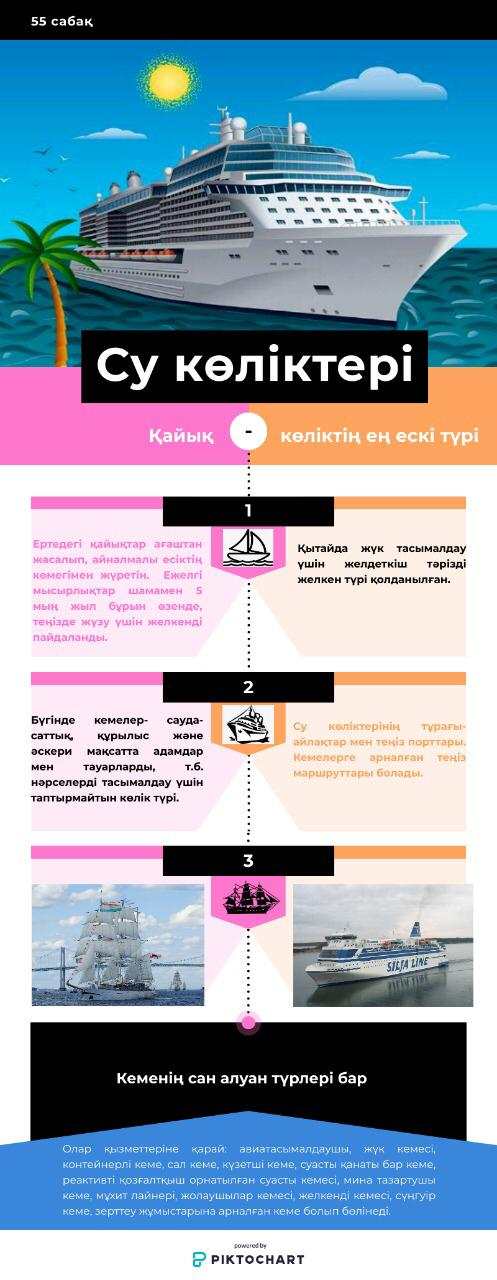 55 сабақ
Су көліктері
Қайық - көліктің ең ескі түрі
1
Ертедегі қайықтар ағаштан
жасалып, айналмалы есіктің
көмегімен жүретін. Ежелгі
мысырлықтар шамамен 5
мың жыл бұрын өзенде,
теңізде жүзу үшін желкенді
пайдаланды.
Қытайда жүк тасымалдау
үшін желдеткіш тәрізді
желкен түрі қолданылған.
2
Бүгінде кемелер- сауда-
саттық, құрылыс және
әскери мақсатта адамдар
мен тауарларды, т.б.
нәрселерді тасымалдау үшін
таптырмайтын көлік түрі.
Су көліктерінің тұрағы-
айлақтар мен теңіз порттары.
Кемелерге арналған теңіз
маршруттары болады.
3
SILJA LINE
Кеменің сан алуан түрлері бар
Олар қызметтеріне қарай: авиатасымалдаушы, жүк кемесі,
контейнерлі кеме, сал кеме, күзетші кеме, суасты қанаты бар кеме,
реактивті қозғалтқыш орнатылған суасты кемесі, мина тазартушы
кеме, мұхит лайнері, жолаушылар кемесі, желкенді кемесі, сүңгуір
кеме, зерттеу жұмыстарына арналған кеме болып бөлінеді.
powered by
PIKTOCHART